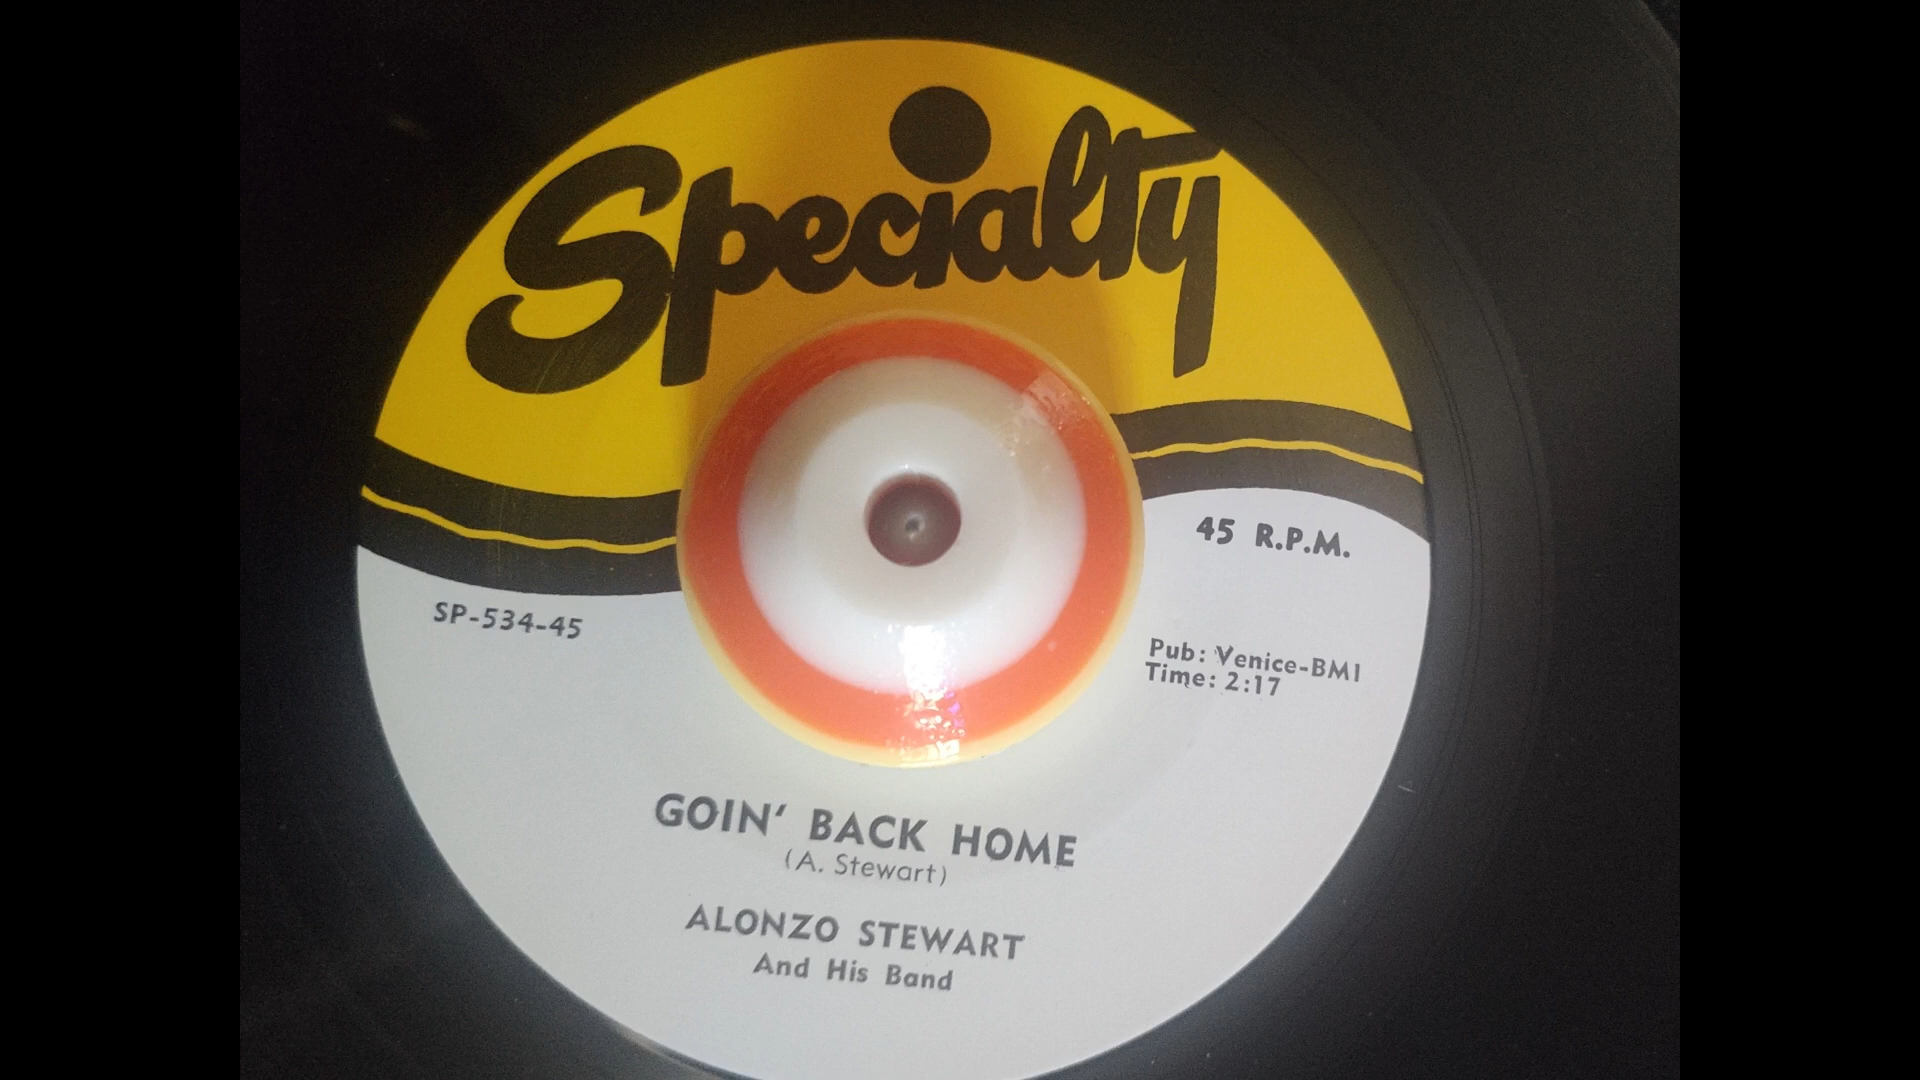 Specialty
45 R.P.M.
SP-534-45
Pub: Venice-BMI
Time: 2:17
GOIN' BACK HOME
(A. Stewart)
ALONZO STEWART
And His Band